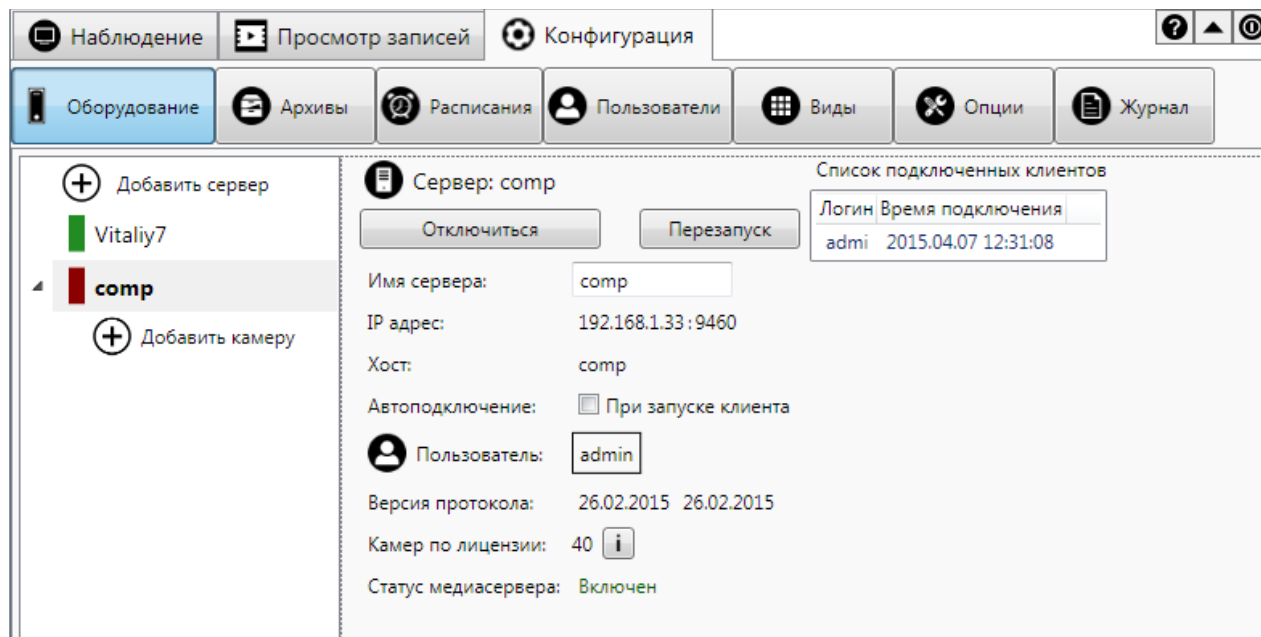 Наблюдение Просмотр записей Конфигурация
Оборудование Архивы Расписания Пользователи Виды Опции Журнал
Добавить сервер
Vitaliy7
comp
Добавить камеру
Сервер: comp
Отключиться Перезапуск
Список подключенных клиентов
Логин Время подключения
admi 2015.04.07 12:31:08
Имя сервера: comp
IP адрес: 192.168.1.33:9460
Хост: comp
Автоподключение: При запуске клиента
Пользователь: admin
Версия протокола: 26.02.2015 26.02.2015
Камер по лицензии: 40 i
Статус медиасервера: Включен